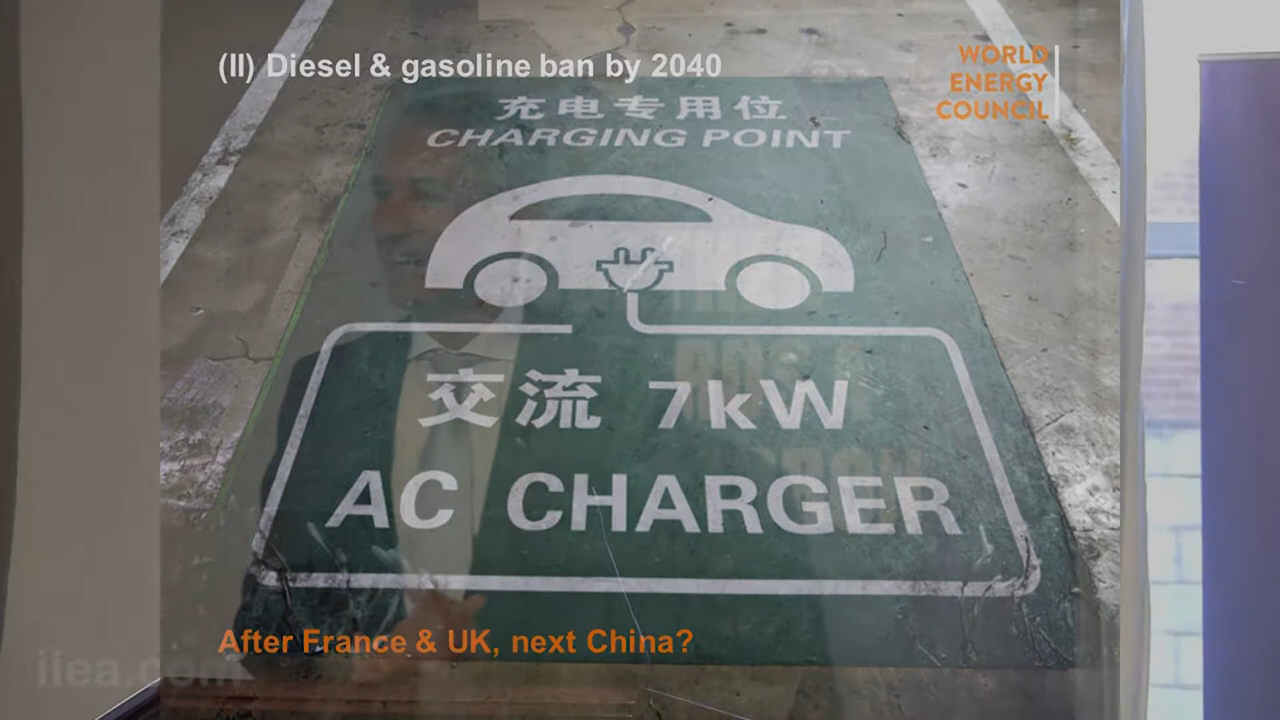 (II) Diesel & gasoline ban by 2040
WORLD
ENERGY
COUNCIL
充电专用位
CHARGING POINT
交流 7kW
AC CHARGER
After France & UK, next China?
iiea.com